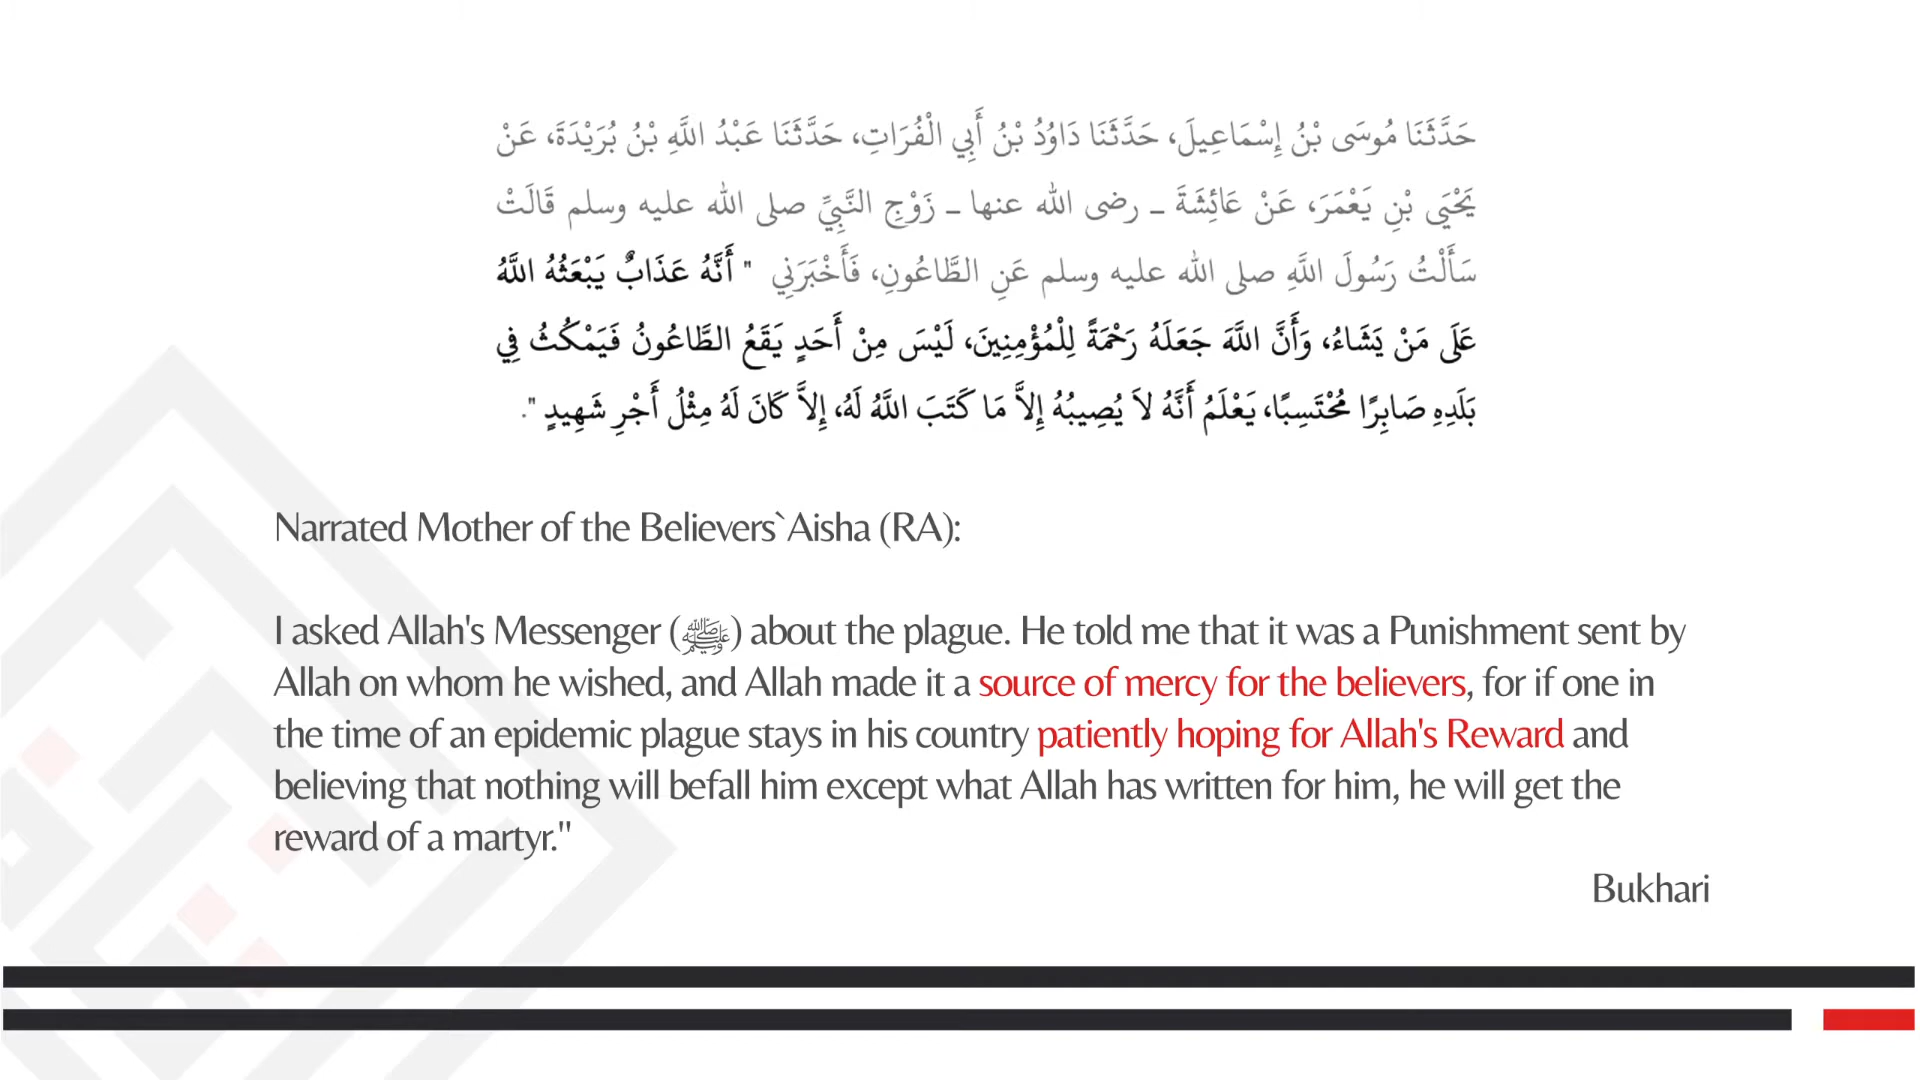 حَدَّثَنَا مُوسَى بْنُ إِسْمَاعِيلَ، حَدَّثَنَا دَاوُدُ بْنُ أَبِي الْفُرَاتِ، حَدَّثَنَا عَبْدُ اللَّهِ بْنُ بُرَيْدَةَ، عَنْ
يَحْيَى بْنِ يَعْمَرَ، عَنْ عَائِشَةَ ـ رضى الله عنها ـ زَوْجِ النَّبِيِّ صلى الله عليه وسلم قَالَتْ
سَأَلْتُ رَسُولَ اللَّهِ صلى الله عليه وسلم عَنِ الطَّاعُونِ، فَأَخْبَرَنِي " أَنَّهُ عَذَابٌ يَبْعَثُهُ اللَّهُ
عَلَى مَنْ يَشَاءُ، وَأَنَّ اللَّهَ جَعَلَهُ رَحْمَةً لِلْمُؤْمِنِينَ، لَيْسَ مِنْ أَحَدٍ يَقَعُ الطَّاعُونُ فَيَمْكُثُ فِي
بَلَدِهِ صَابِرًا مُحْتَسِبًا، يَعْلَمُ أَنَّهُ لاَ يُصِيبُهُ إِلاَّ مَا كَتَبَ اللَّهُ لَهُ، إِلاَّ كَانَ لَهُ مِثْلُ أَجْرِ شَهِيدٍ ".
Narrated Mother of the Believers`Aisha (RA):
I asked Allah's Messenger (ﷺ) about the plague. He told me that it was a Punishment sent by
Allah on whom he wished, and Allah made it a source of mercy for the believers, for if one in
the time of an epidemic plague stays in his country patiently hoping for Allah's Reward and
believing that nothing will befall him except what Allah has written for him, he will get the
reward of a martyr."
Bukhari